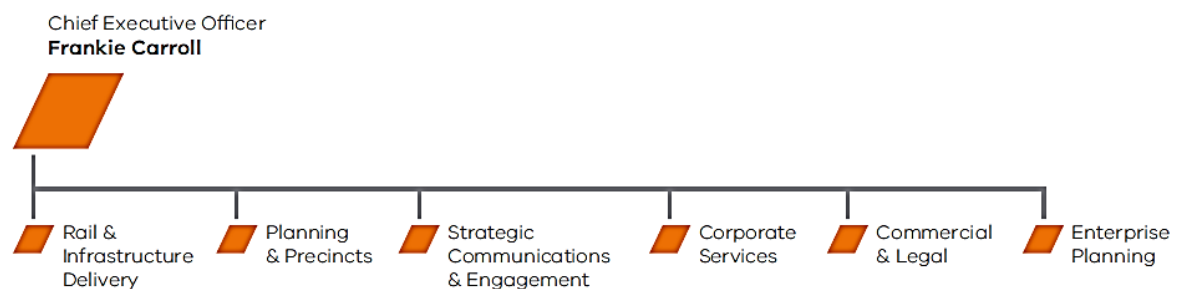 Chief Executive Officer
Frankie Carroll
Rail &
Infrastructure
Delivery
Planning
& Precincts
Strategic
Communications
& Engagement
Corporate
Services
Commercial
& Legal
Enterprise
Planning